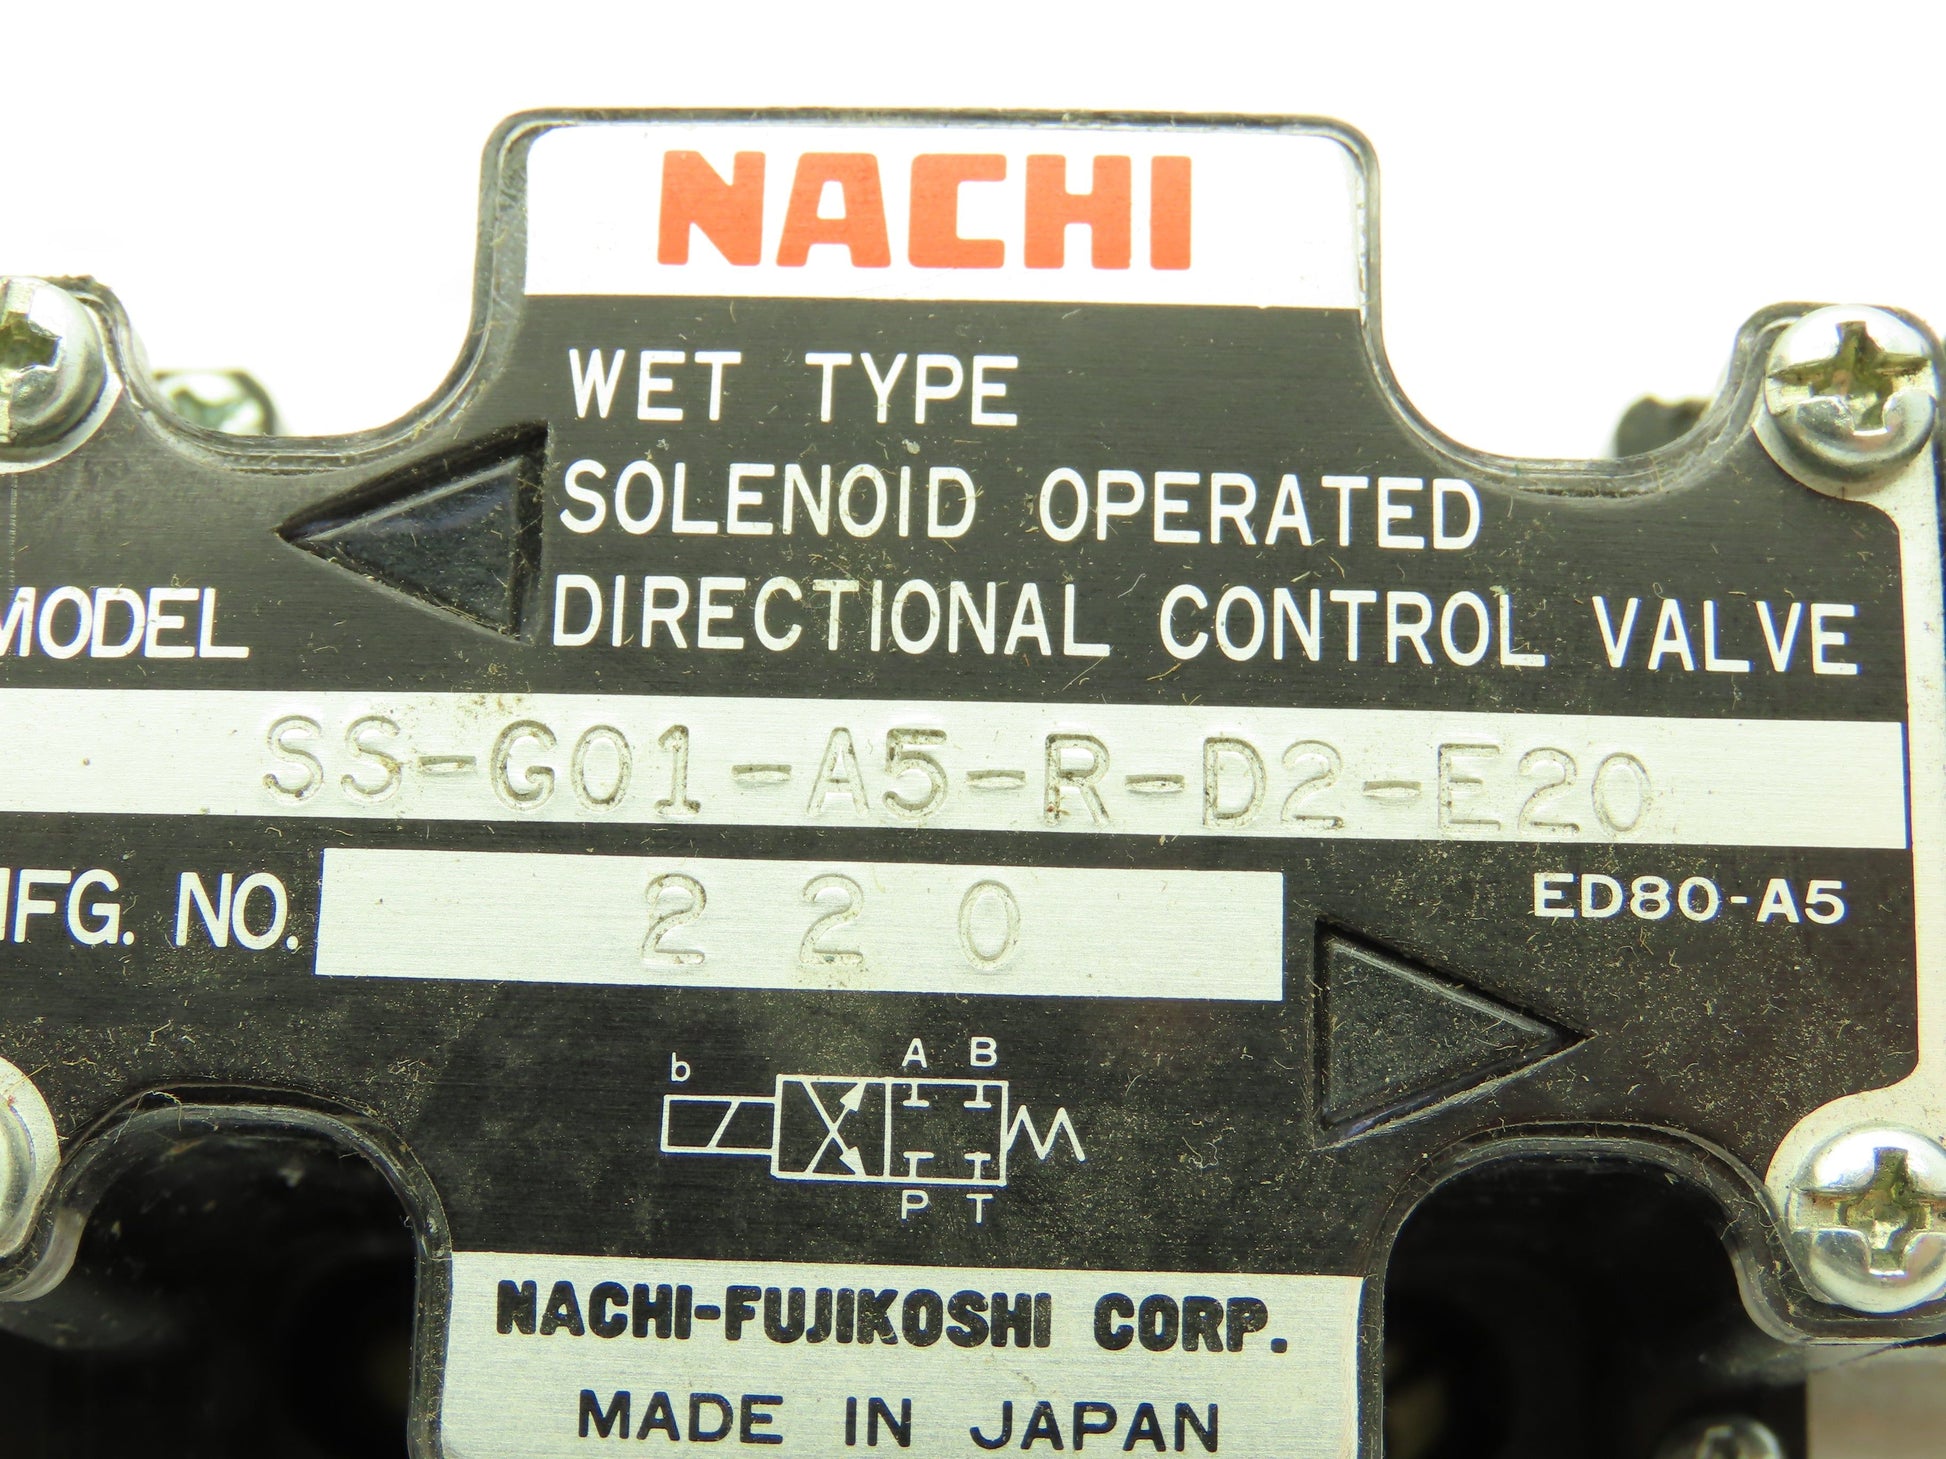 NACHI
WET TYPE
SOLENOID OPERATED
DIRECTIONAL CONTROL VALVE
MODEL
SS-G01-A5-R-D2-E20
MFG. NO. 220
ED80-A5
A B
b
P T
NACHI-FUJIKOSHI CORP.
MADE IN JAPAN